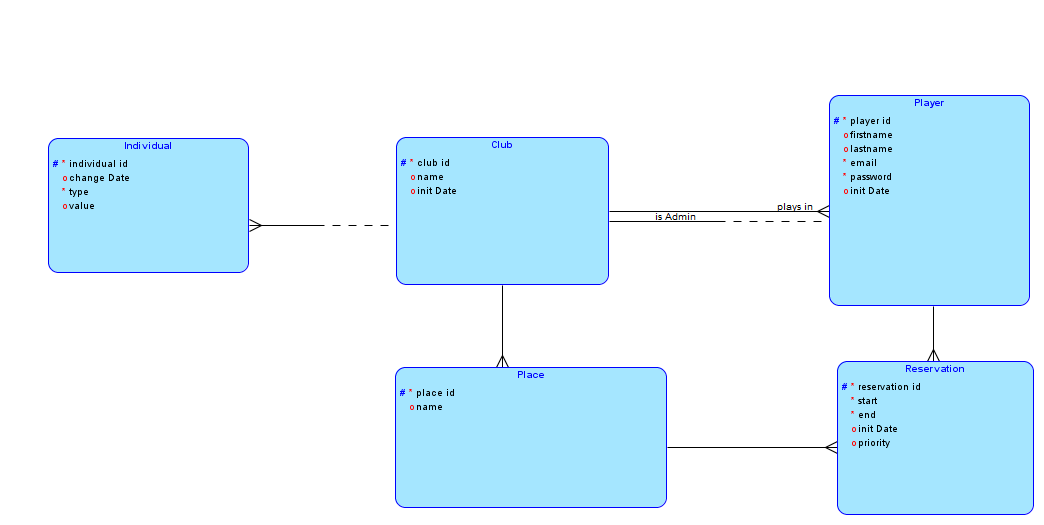 Individual
# * individual id
o change Date
* type
o value
Club
# * club id
o name
o init Date
Player
# * player id
o firstname
o lastname
* email
* password
o init Date
plays in
is Admin
Place
# * place id
o name
Reservation
# * reservation id
* start
* end
o init Date
o priority